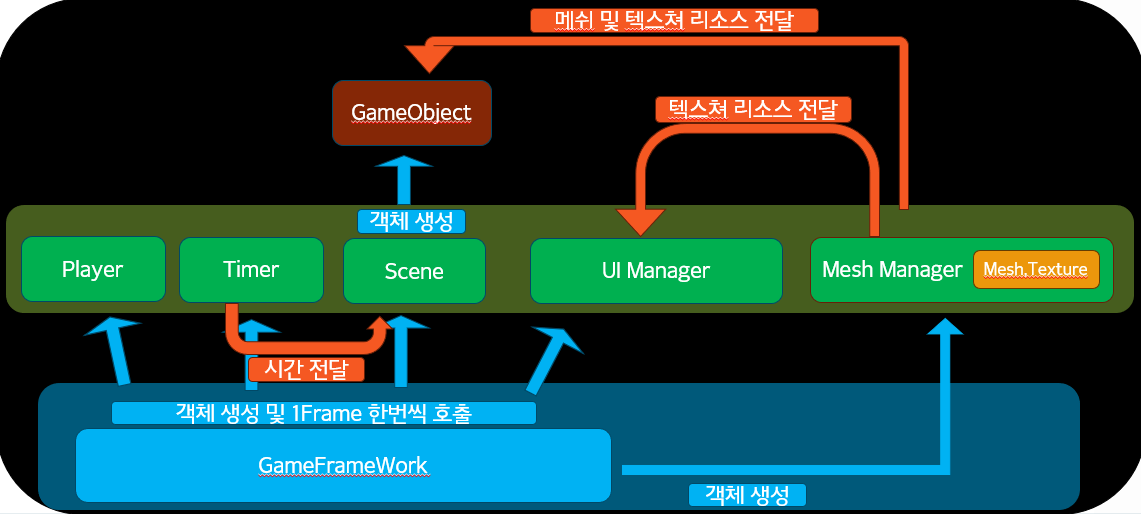 메쉬 및 텍스쳐 리소스 전달
GameObject
텍스쳐 리소스 전달
객체 생성
Player
Timer
Scene
UI Manager
Mesh Manager
Mesh,Texture
시간 전달
객체 생성 및 1Frame 한번씩 호출
GameFrameWork
객체 생성